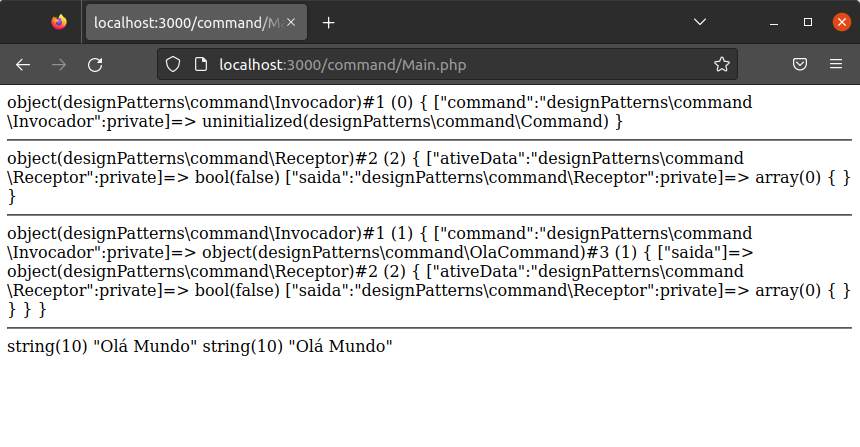 localhost:3000/command/Ma
localhost:3000/command/Main.php
object(designPatterns\command\Invocador)#1 (0) { ["command":"designPatterns\command
\Invocador":private]=> uninitialized(designPatterns\command\Command) }
object(designPatterns\command\Receptor)#2 (2) { ["ativeData":"designPatterns\command
\Receptor":private]=> bool(false) ["saida":"designPatterns\command\Receptor":private]=> array(0) { }
}
object(designPatterns\command\Invocador)#1 (1) { ["command":"designPatterns\command
\Invocador":private]=> object(designPatterns\command\OlaCommand)#3 (1) { ["saida"]=>
object(designPatterns\command\Receptor)#2 (2) { ["ativeData":"designPatterns\command
\Receptor":private]=> bool(false) ["saida":"designPatterns\command\Receptor":private]=> array(0) { }
} } }
string(10) "Olá Mundo" string(10) "Olá Mundo"